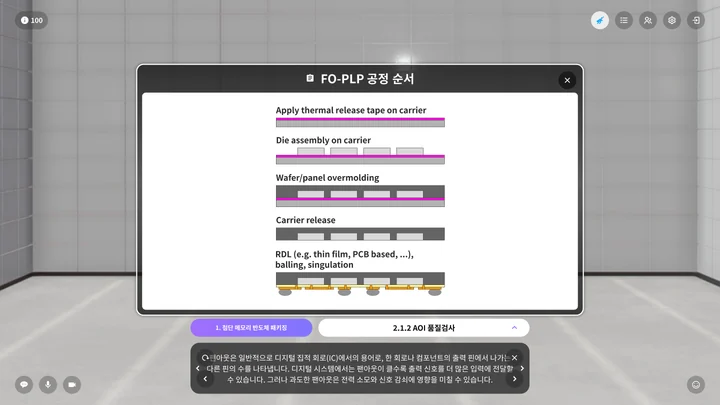 100
FO-PLP 공정 순서
Apply thermal release tape on carrier
Die assembly on carrier
Wafer/panel overmolding
Carrier release
RDL (e.g. thin film, PCB based, ...),
balling, singulation
1. 첨단 메모리 반도체 패키징
2.1.2 AOI 품질검사
팬아웃은 일반적으로 디지털 집적 회로(IC)에서의 용어로, 한 회로나 컴포넌트의 출력 핀에서 나가는
다른 핀의 수를 나타냅니다. 디지털 시스템에서는 팬아웃이 클수록 출력 신호를 더 많은 입력에 전달할
수 있습니다. 그러나 과도한 팬아웃은 전력 소모와 신호 감쇠에 영향을 미칠 수 있습니다.